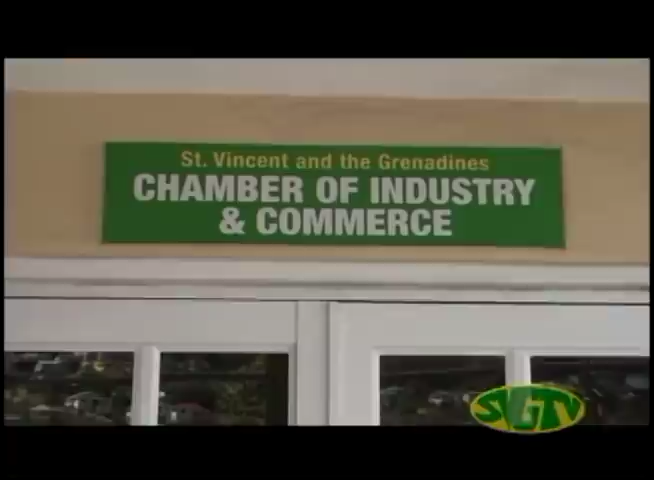 St. Vincent and the Grenadines
CHAMBER OF INDUSTRY
& COMMERCE
SVGTV